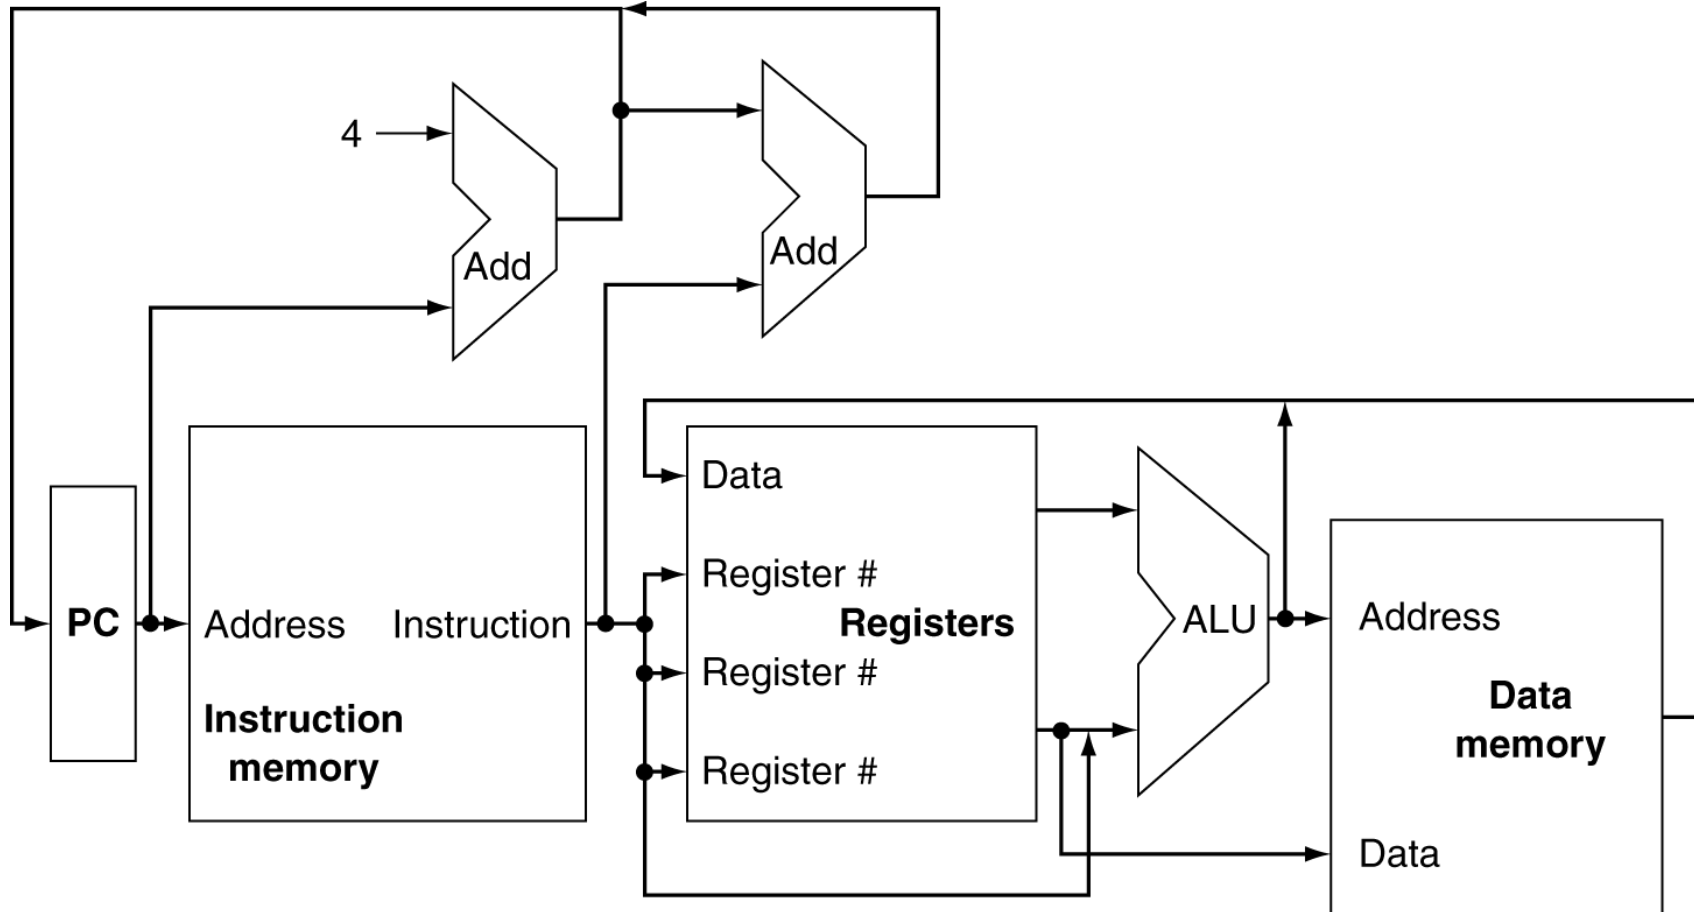 4
Add
Add
Data
Register #
PC
Address
Instruction
Registers
ALU
Address
Register #
Instruction
memory
Data
memory
Register #
Data